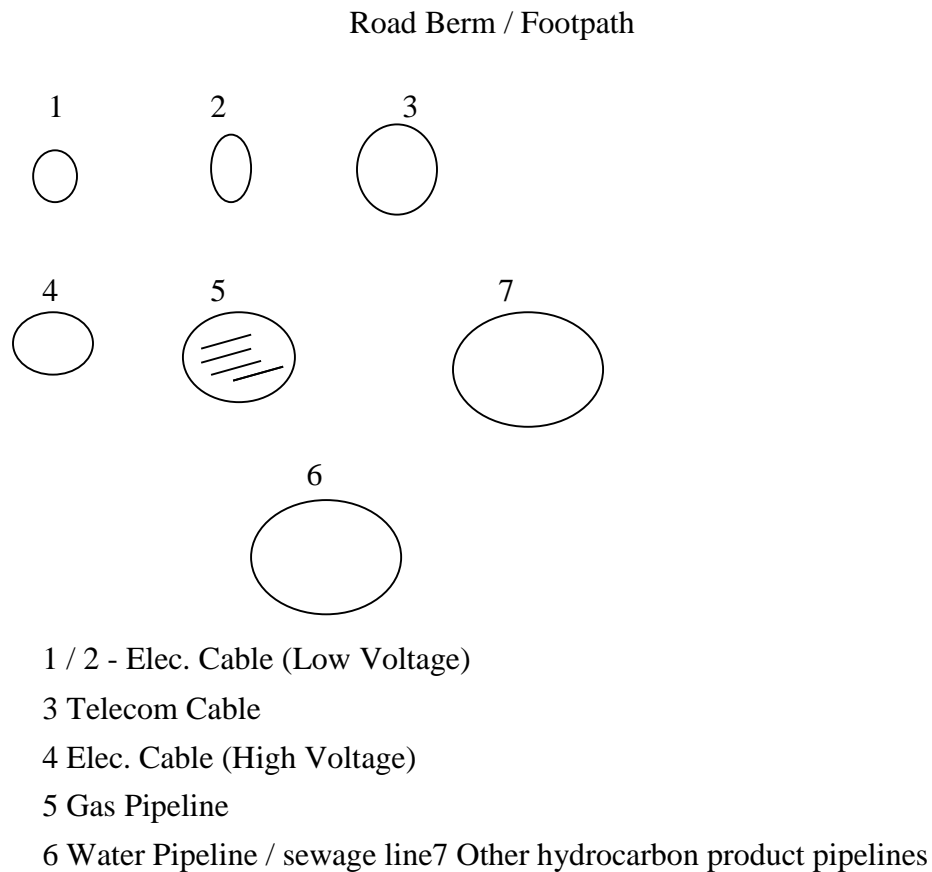 Road Berm / Footpath
1 2 3
4 5 7
6
1 / 2 - Elec. Cable (Low Voltage)
3 Telecom Cable
4 Elec. Cable (High Voltage)
5 Gas Pipeline
6 Water Pipeline / sewage line7 Other hydrocarbon product pipelines